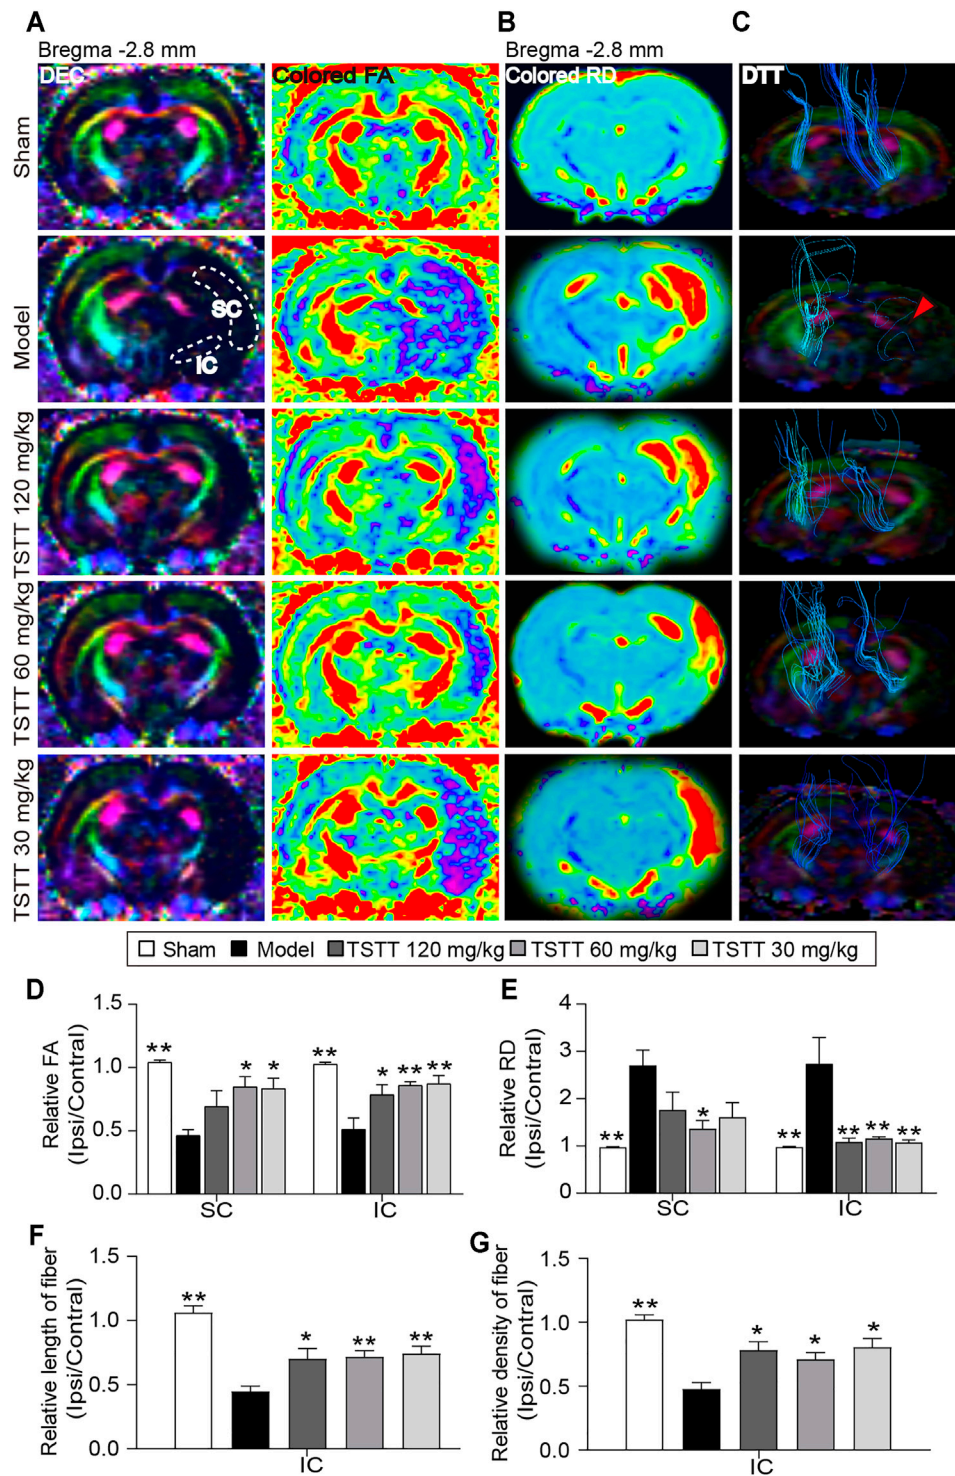 A
B
C
Bregma -2.8 mm
Bregma -2.8 mm
DEC
Colored FA
Colored RD
DTT
Sham
Model
SC
IC
TSTT 120 mg/kg
TSTT 60 mg/kg
TSTT 30 mg/kg
Sham Model TSTT 120 mg/kg TSTT 60 mg/kg TSTT 30 mg/kg
D
Relative FA
(Ipsi/Contral)
1.5
1.0
0.5
0.0
** * * ** * ** **
SC IC
E
Relative RD
(Ipsi/Contral)
4
3
2
1
0
** * ** ** ** **
SC IC
F
Relative length of fiber
(Ipsi/Contral)
1.5
1.0
0.5
0.0
** * ** **
IC
G
Relative density of fiber
(Ipsi/Contral)
1.5
1.0
0.5
0.0
** * * *
IC